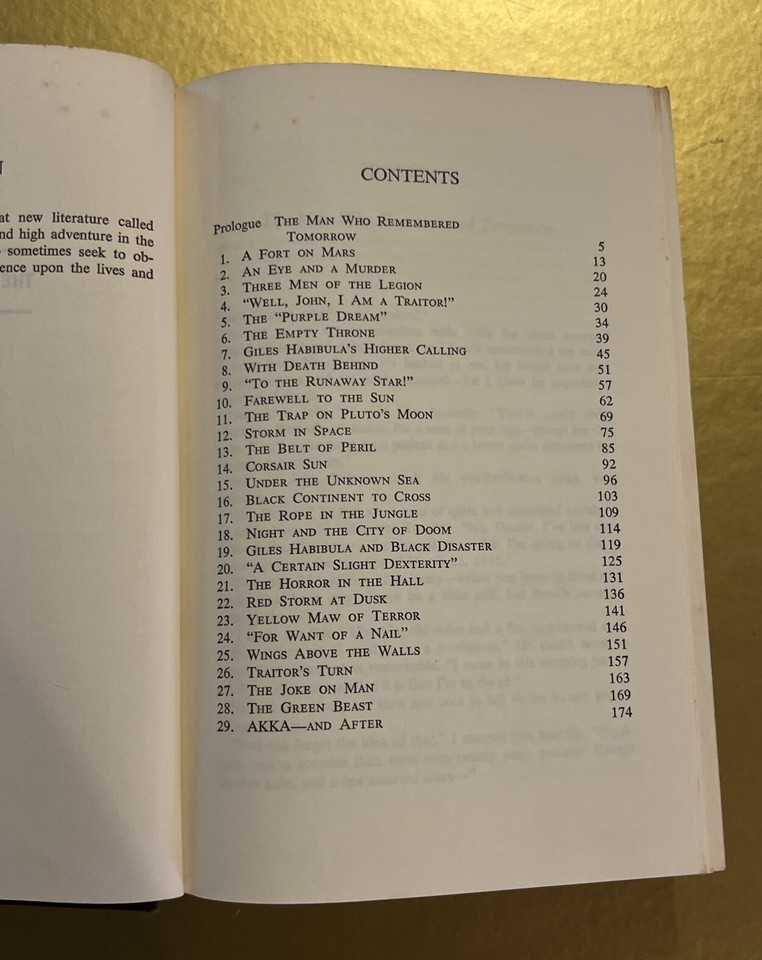 N
at new literature called
nd high adventure in the
sometimes seek to ob-
ence upon the lives and
CONTENTS
Prologue THE MAN WHO REMEMBERED
TOMORROW 5
1. A FORT ON MARS 13
2. AN EYE AND A MURDER 20
3. THREE MEN OF THE LEGION 24
4. “WELL, JOHN, I AM A TRAITOR!” 30
5. THE “PURPLE DREAM” 34
6. THE EMPTY THRONE 39
7. GILES HABIBULA’S HIGHER CALLING 45
8. WITH DEATH BEHIND 51
9. “TO THE RUNAWAY STAR!” 57
10. FAREWELL TO THE SUN 62
11. THE TRAP ON PLUTO’S MOON 69
12. STORM IN SPACE 75
13. THE BELT OF PERIL 85
14. CORSAIR SUN 92
15. UNDER THE UNKNOWN SEA 96
16. BLACK CONTINENT TO CROSS 103
17. THE ROPE IN THE JUNGLE 109
18. NIGHT AND THE CITY OF DOOM 114
19. GILES HABIBULA AND BLACK DISASTER 119
20. “A CERTAIN SLIGHT DEXTERITY” 125
21. THE HORROR IN THE HALL 131
22. RED STORM AT DUSK 136
23. YELLOW MAW OF TERROR 141
24. “FOR WANT OF A NAIL” 146
25. WINGS ABOVE THE WALLS 151
26. TRAITOR’S TURN 157
27. THE JOKE ON MAN 163
28. THE GREEN BEAST 169
29. AKKA—AND AFTER 174